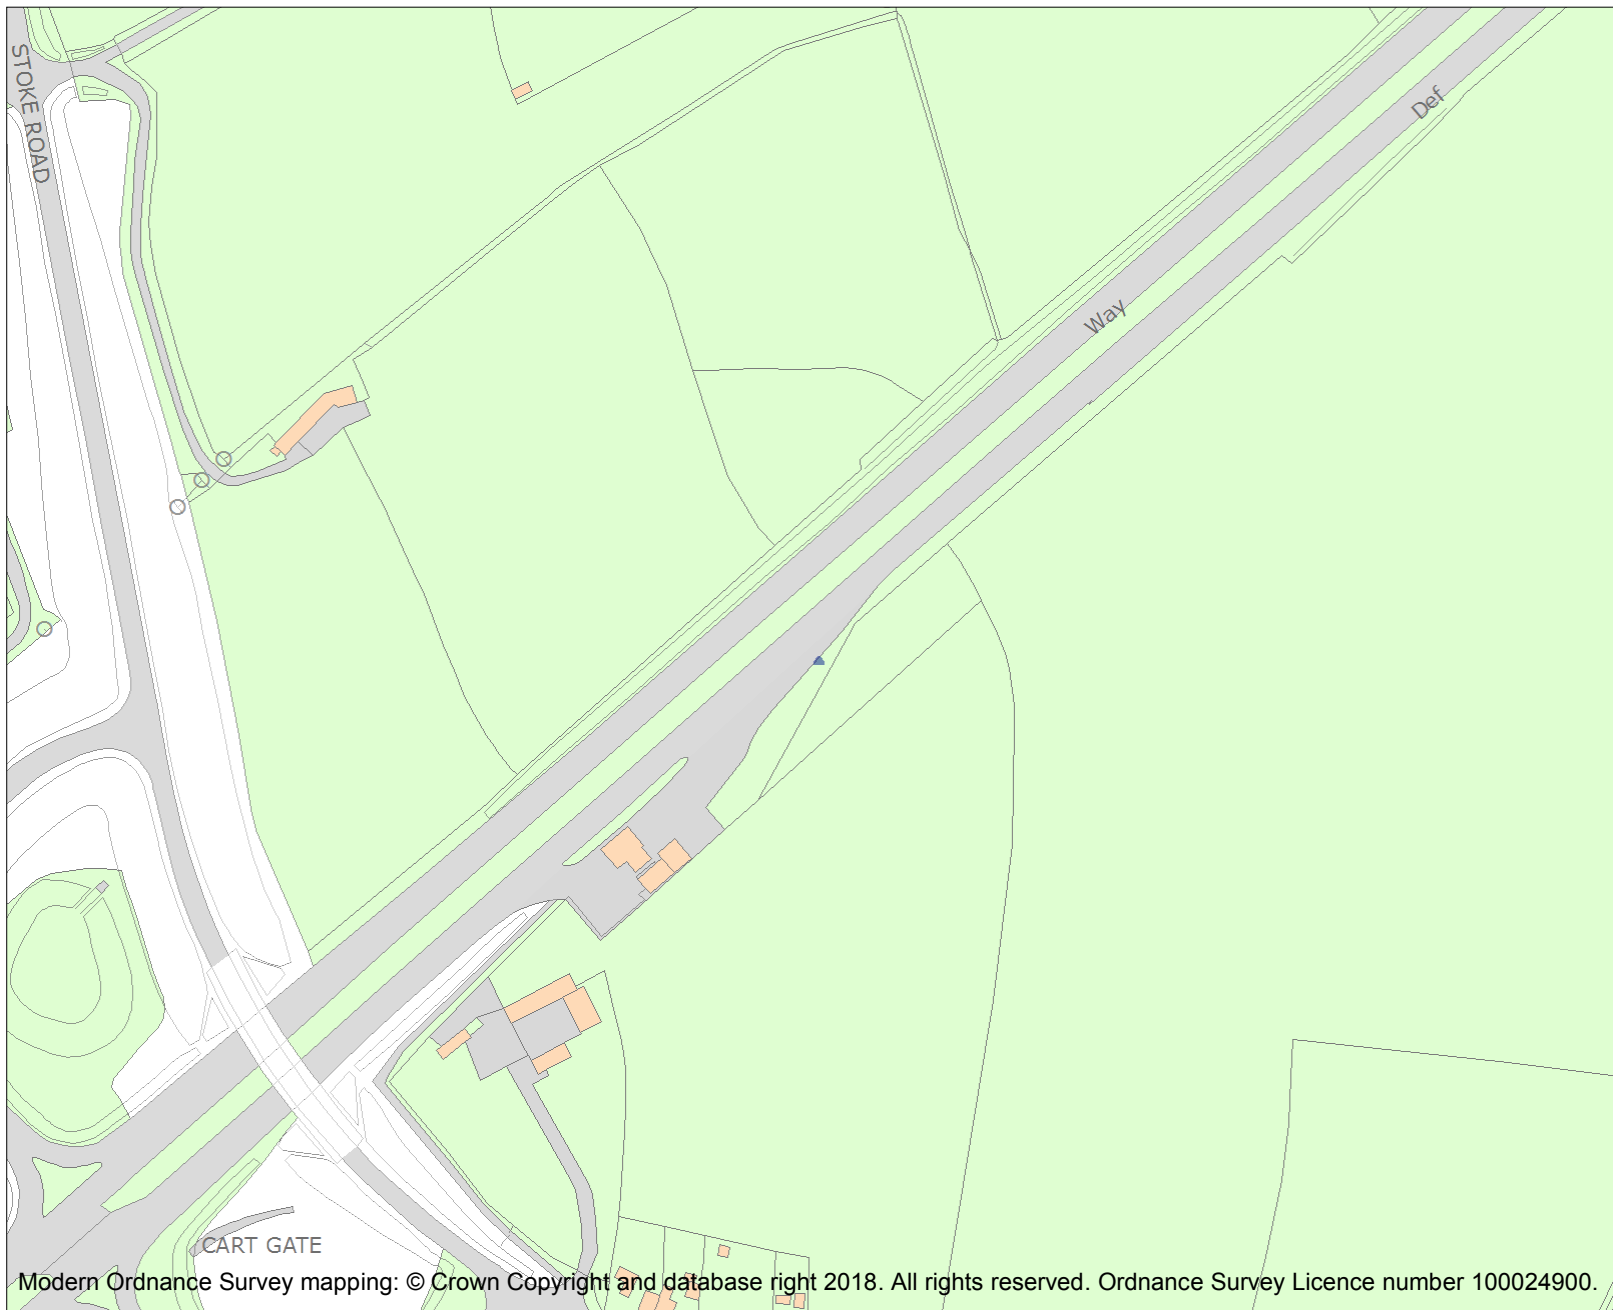 STOKE ROAD
Def
Way
CART GATE
Modern Ordnance Survey mapping: © Crown Copyright and database right 2018. All rights reserved. Ordnance Survey Licence number 100024900.